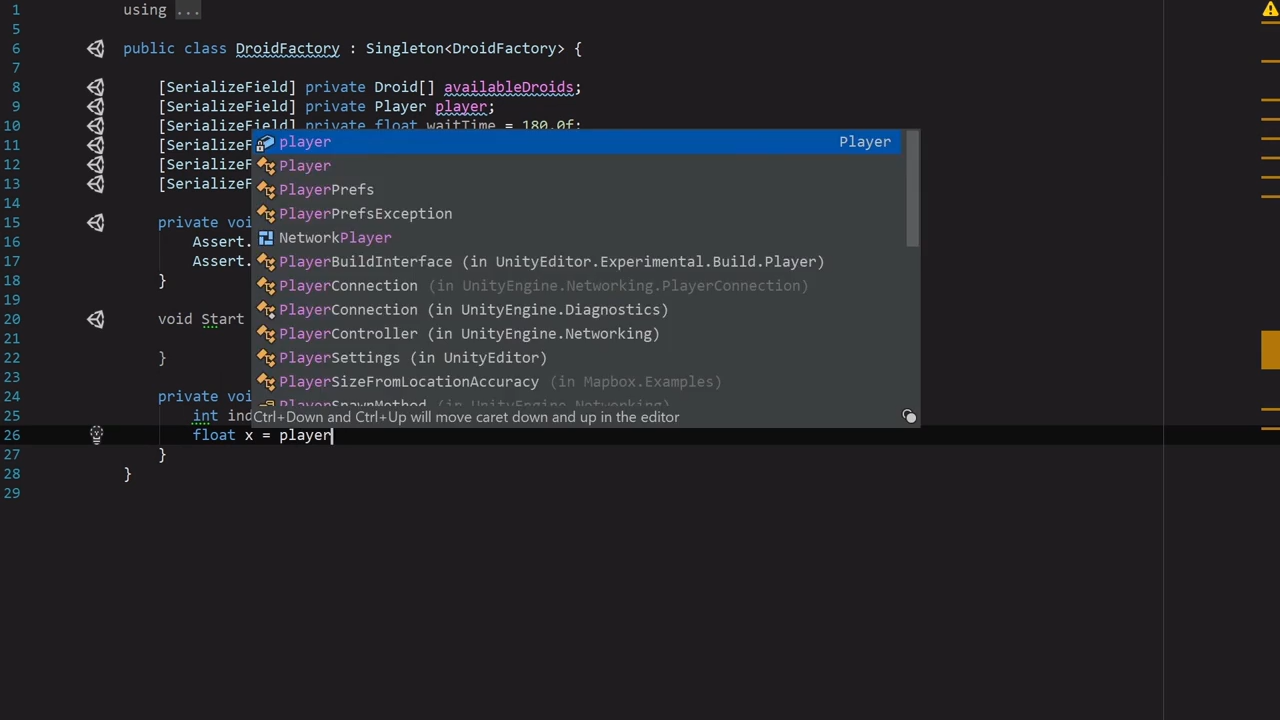 1 using ...
5
6 public class DroidFactory : Singleton<DroidFactory> {
7
8 [SerializeField] private Droid[] availableDroids;
9 [SerializeField] private Player player;
10 [SerializeField] private float waitTime = 180.0f;
11 [SerializeF
12 [SerializeF
13 [SerializeF
14
15 private voi
16 Assert.
17 Assert.
18 }
19
20 void Start
21
22 }
23
24 private voi
25 int ind
26 float x = player
27 }
28 }
29
player Player
Player
PlayerPrefs
PlayerPrefsException
NetworkPlayer
PlayerBuildInterface (in UnityEditor.Experimental.Build.Player)
PlayerConnection (in UnityEngine.Networking.PlayerConnection)
PlayerConnection (in UnityEngine.Diagnostics)
PlayerController (in UnityEngine.Networking)
PlayerSettings (in UnityEditor)
PlayerSizeFromLocationAccuracy (in Mapbox.Examples)
PlayerSpawnMethod (in UnityEngine.Networking)
Ctrl+Down and Ctrl+Up will move caret down and up in the editor